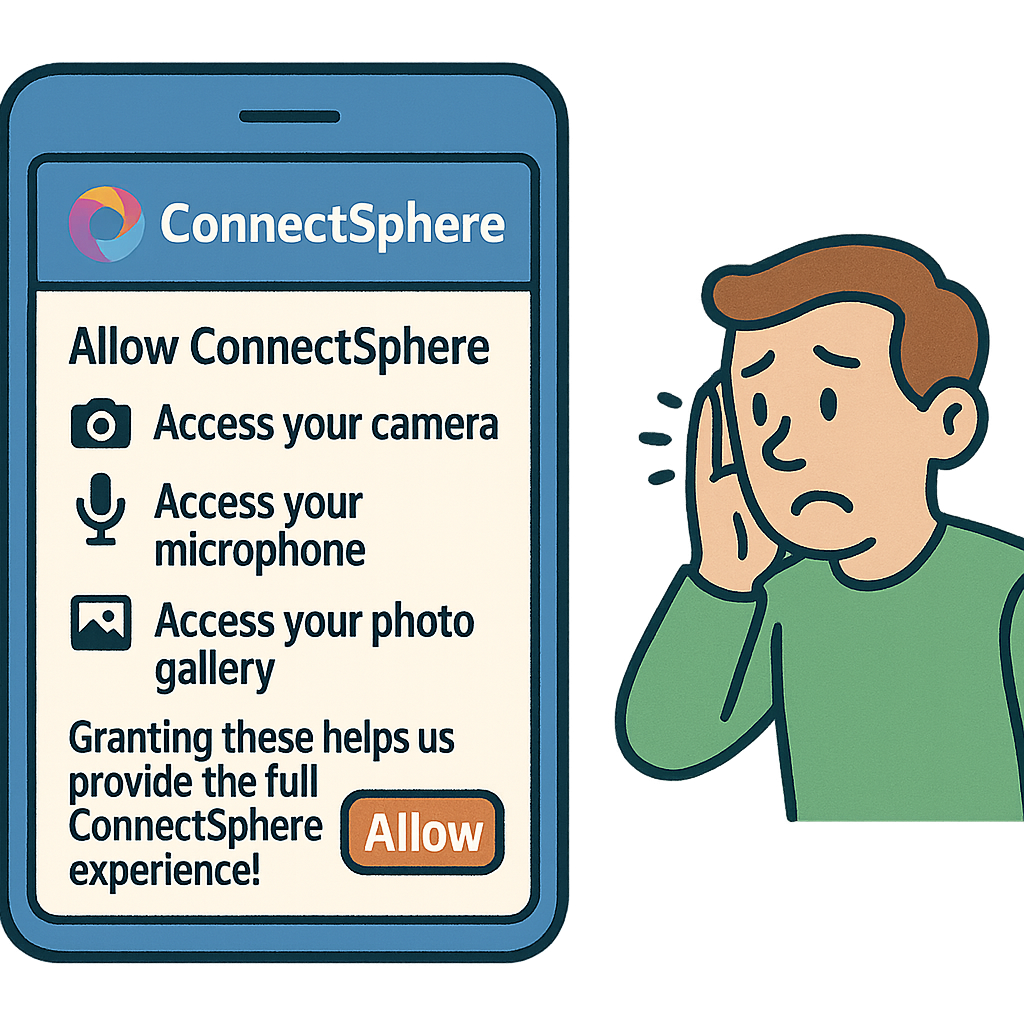 ConnectSphere
Allow ConnectSphere
Access your camera
Access your
microphone
Access your photo
gallery
Granting these helps us
provide the full
ConnectSphere
experience!
Allow